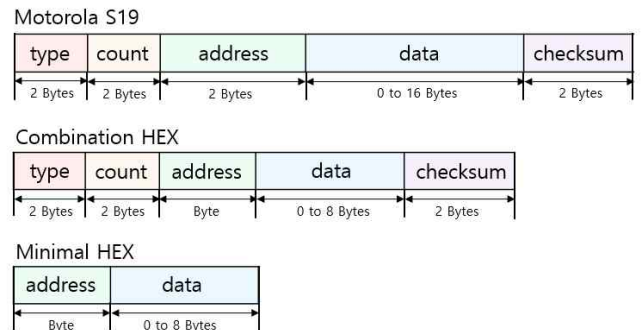 Motorola S19
type count address data checksum
2 Bytes 2 Bytes 2 Bytes 0 to 16 Bytes 2 Bytes
Combination HEX
type count address data checksum
2 Bytes 2 Bytes Byte 0 to 8 Bytes 2 Bytes
Minimal HEX
address data
Byte 0 to 8 Bytes